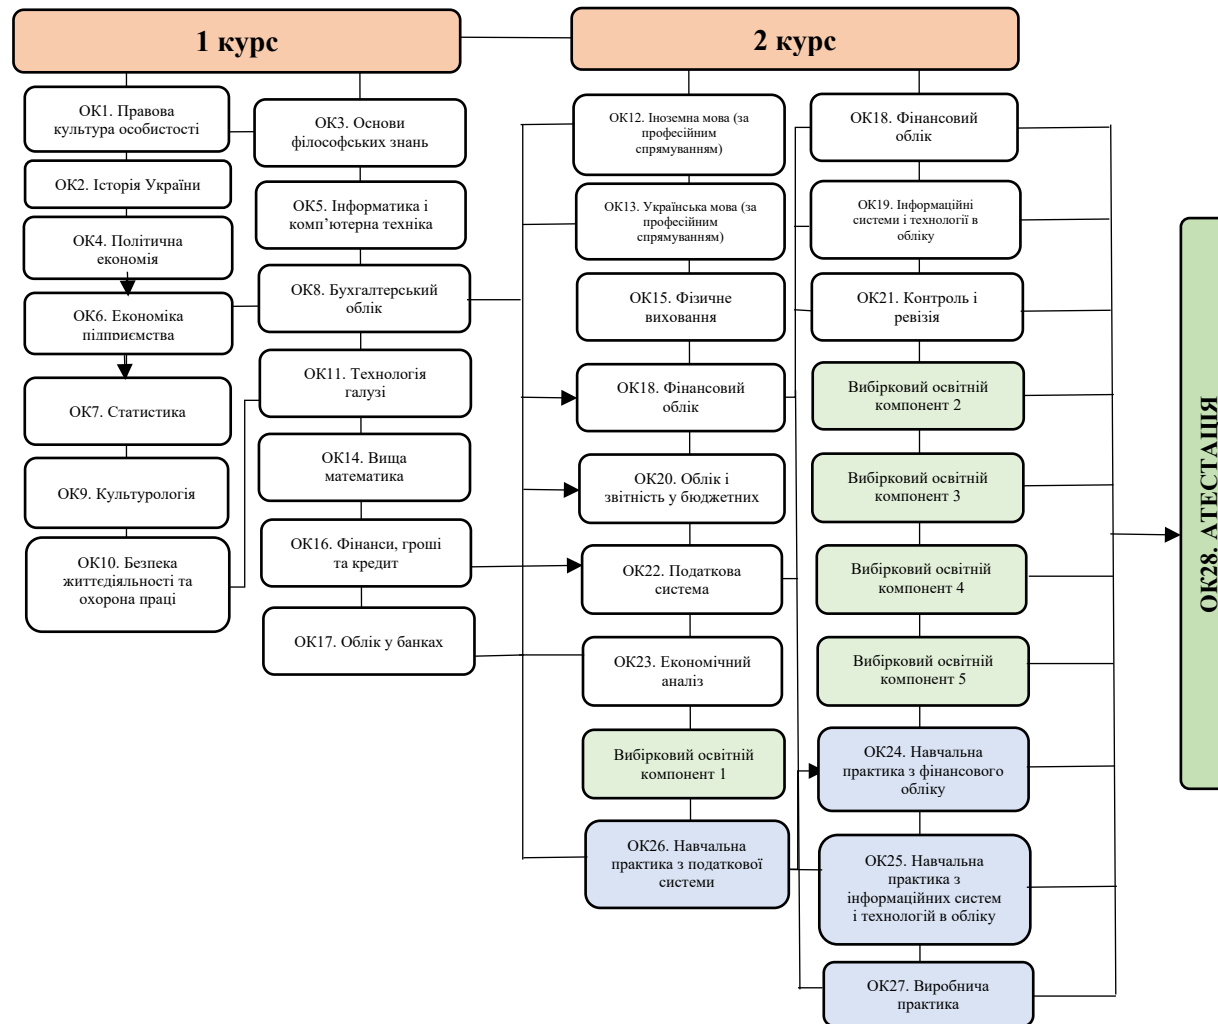 1 курс
2 курс
ОК1. Правова
культура особистості
ОК2. Історія України
ОК4. Політична
економія
ОК6. Економіка
підприємства
ОК7. Статистика
ОК9. Культурологія
ОК10. Безпека
життєдіяльності та
охорона праці
ОК3. Основи
філософських знань
ОК5. Інформатика і
комп’ютерна техніка
ОК8. Бухгалтерський
облік
ОК11. Технологія
галузі
ОК14. Вища
математика
ОК16. Фінанси, гроші
та кредит
ОК17. Облік у банках
ОК12. Іноземна мова (за
професійним
спрямуванням)
ОК13. Українська мова (за
професійним
спрямуванням)
ОК15. Фізичне
виховання
ОК18. Фінансовий
облік
ОК20. Облік і
звітність у бюджетних
ОК22. Податкова
система
ОК23. Економічний
аналіз
Вибірковий освітній
компонент 1
ОК26. Навчальна
практика з податкової
системи
ОК18. Фінансовий
облік
ОК19. Інформаційні
системи і технології в
обліку
ОК21. Контроль і
ревізія
Вибірковий освітній
компонент 2
Вибірковий освітній
компонент 3
Вибірковий освітній
компонент 4
Вибірковий освітній
компонент 5
ОК24. Навчальна
практика з фінансового
обліку
ОК25. Навчальна
практика з
інформаційних систем
і технологій в обліку
ОК27. Виробнича
практика
ОК28. АТЕСТАЦІЯ